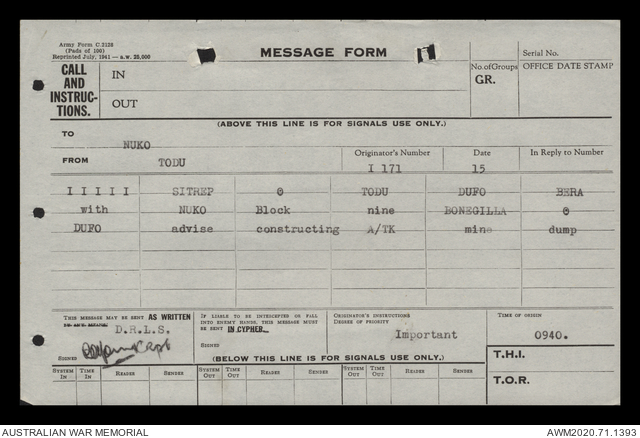 Army Form C.2128
(Pads of 100)
Reprinted July, 1941 — a.w. 25,000
MESSAGE FORM
Serial No.
CALL AND INSTRUC- TIONS.
IN
OUT
No. of Groups
GR.
OFFICE DATE STAMP
(ABOVE THIS LINE IS FOR SIGNALS USE ONLY.)
TO NUKO
FROM TODU
Originator's Number I 171
Date 15
In Reply to Number
I I I I I SITREP @ TODU DUFO BERA
with NUKO Block nine BONEGILLA @
DUFO advise constructing A/TK mine dump
THIS MESSAGE MAY BE SENT AS WRITTEN
D.R.L.S.
SIGNED Capt
IF LIABLE TO BE INTERCEPTED OR FALL
INTO ENEMY HANDS, THIS MESSAGE MUST
BE SENT IN CYPHER.
SIGNED
ORIGINATOR'S INSTRUCTIONS
DEGREE OF PRIORITY
Important
TIME OF ORIGIN
0940.
(BELOW THIS LINE IS FOR SIGNALS USE ONLY.)
T.H.I.
T.O.R.
SYSTEM IN TIME IN READER SENDER SYSTEM OUT TIME OUT READER SENDER SYSTEM OUT TIME OUT READER SENDER
AUSTRALIAN WAR MEMORIAL
AWM2020.71.1393